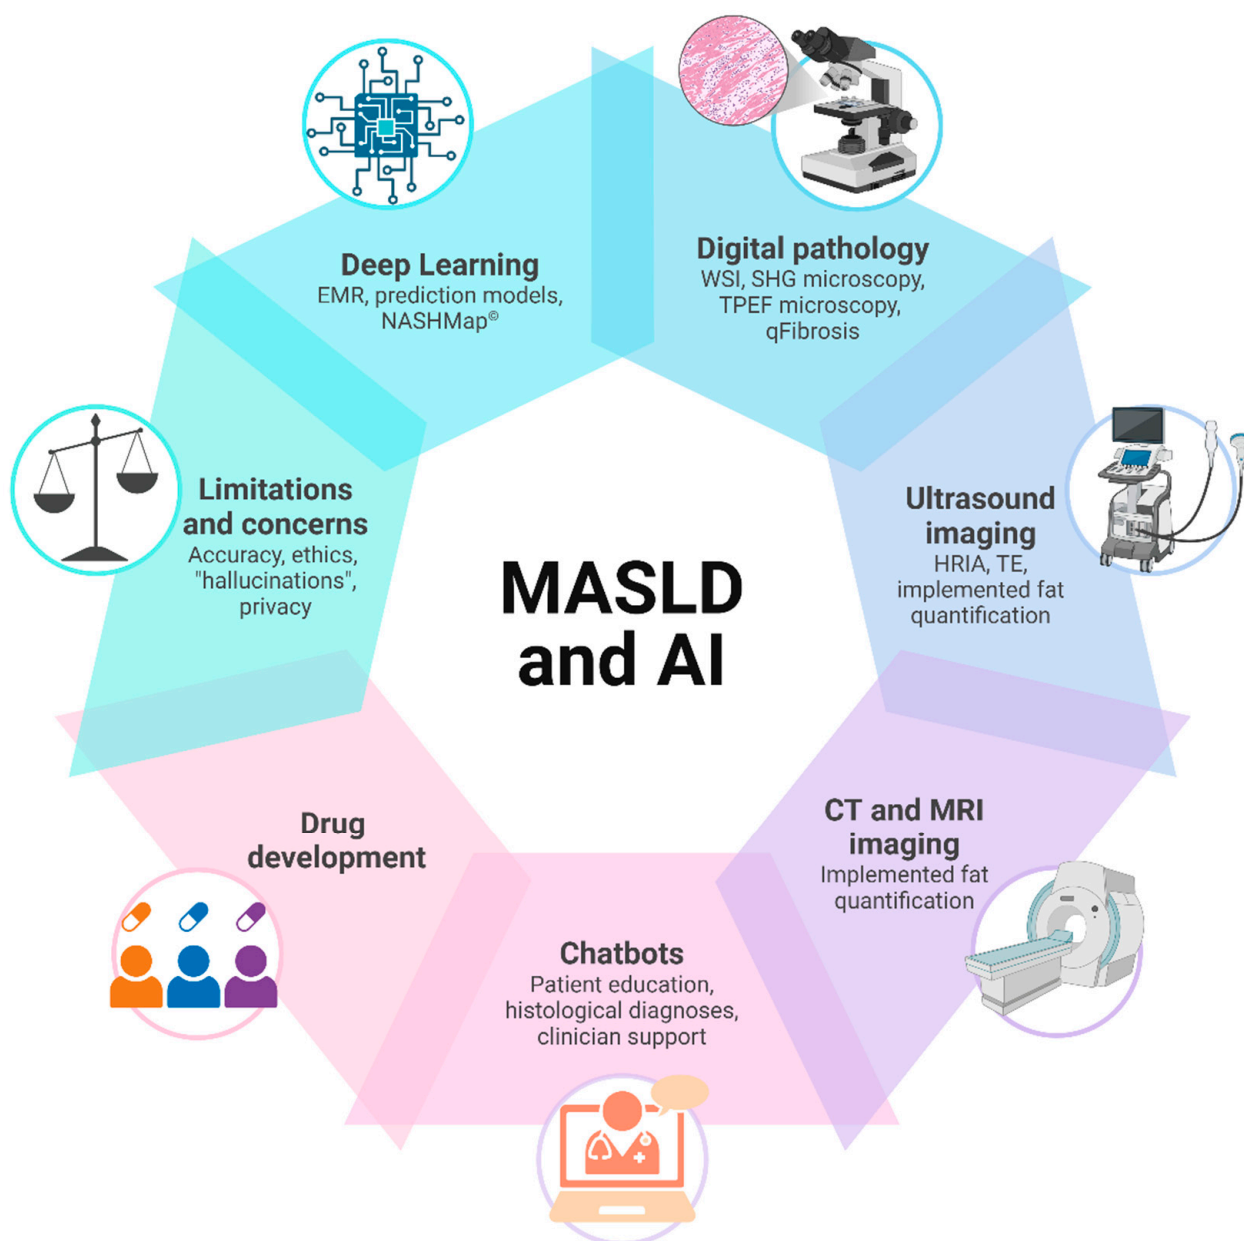 Deep Learning
EMR, prediction models,
NASHMap©
Digital pathology
WSI, SHG microscopy,
TPEF microscopy,
qFibrosis
Ultrasound
imaging
HRIA, TE,
implemented fat
quantification
CT and MRI
imaging
Implemented fat
quantification
Chatbots
Patient education,
histological diagnoses,
clinician support
Drug
development
Limitations
and concerns
Accuracy, ethics,
"hallucinations",
privacy
MASLD
and AI